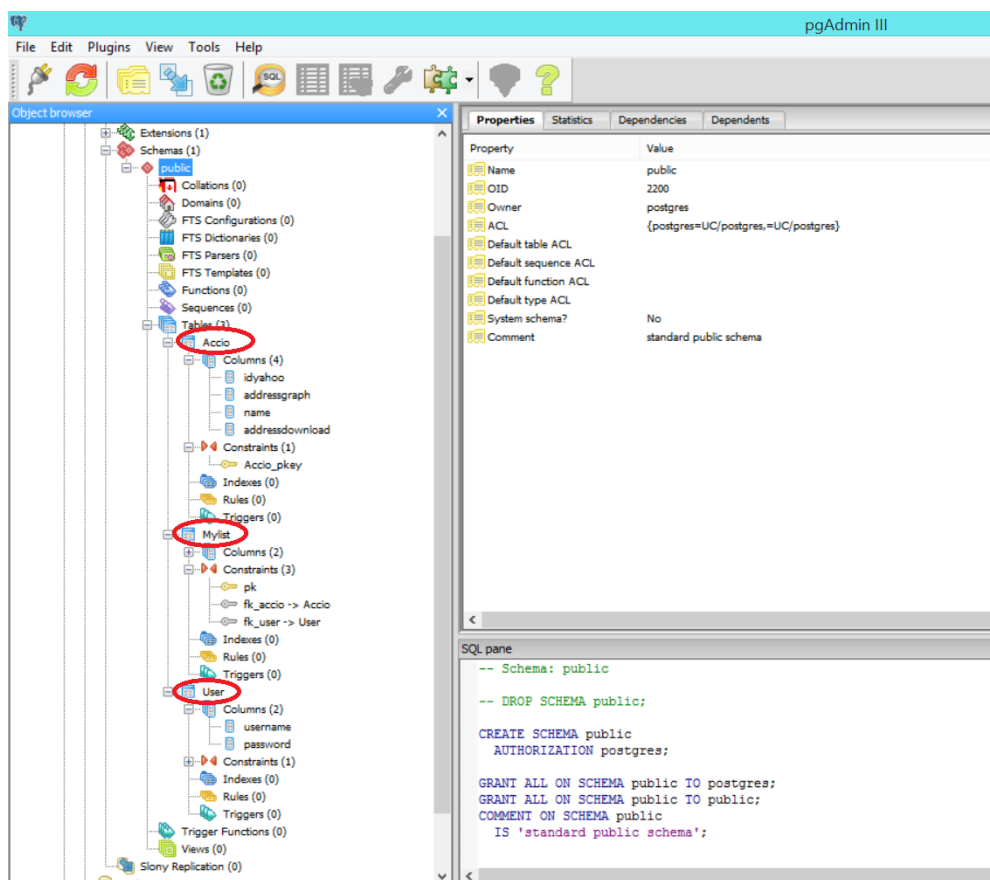 pgAdmin III
File Edit Plugins View Tools Help
SQL
Object browser
Extensions (1)
Schemas (1)
public
Collations (0)
Domains (0)
FTS Configurations (0)
FTS Dictionaries (0)
FTS Parsers (0)
FTS Templates (0)
Functions (0)
Sequences (0)
Tables (3)
Accio
Columns (4)
idyahoo
addressgraph
name
addressdownload
Constraints (1)
Accio_pkey
Indexes (0)
Rules (0)
Triggers (0)
Mylist
Columns (2)
Constraints (3)
pk
fk_accio -> Accio
fk_user -> User
Indexes (0)
Rules (0)
Triggers (0)
User
Columns (2)
username
password
Constraints (1)
Indexes (0)
Rules (0)
Triggers (0)
Trigger Functions (0)
Views (0)
Slony Replication (0)
Properties Statistics Dependencies Dependents
Property Value
Name public
OID 2200
Owner postgres
ACL {postgres=UC/postgres,=UC/postgres}
Default table ACL
Default sequence ACL
Default function ACL
Default type ACL
System schema? No
Comment standard public schema
SQL pane
-- Schema: public
-- DROP SCHEMA public;
CREATE SCHEMA public
AUTHORIZATION postgres;
GRANT ALL ON SCHEMA public TO postgres;
GRANT ALL ON SCHEMA public TO public;
COMMENT ON SCHEMA public
IS 'standard public schema';